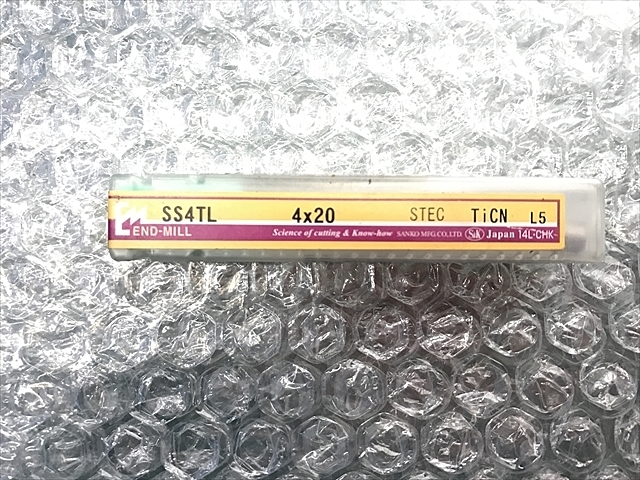 Em SS4TL 4x20 STEC TiCN L5
END-MILL Science of cutting & Know-how SANKO MFG.CO.,LTD. Japan 14L-CHK